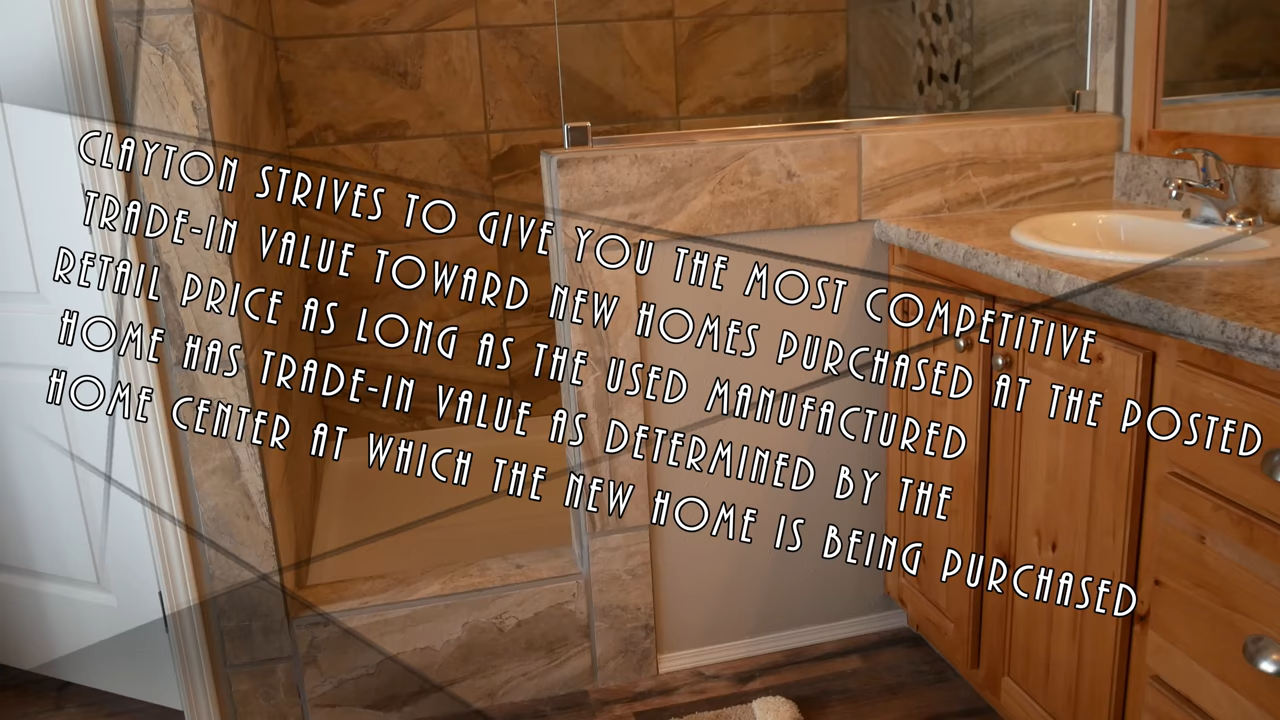 CLAYTON STRIVES TO GIVE YOU THE MOST COMPETITIVE
TRADE-IN VALUE TOWARD NEW HOMES PURCHASED AT THE POSTED
RETAIL PRICE AS LONG AS THE USED MANUFACTURED
HOME HAS TRADE-IN VALUE AS DETERMINED BY THE
HOME CENTER AT WHICH THE NEW HOME IS BEING PURCHASED